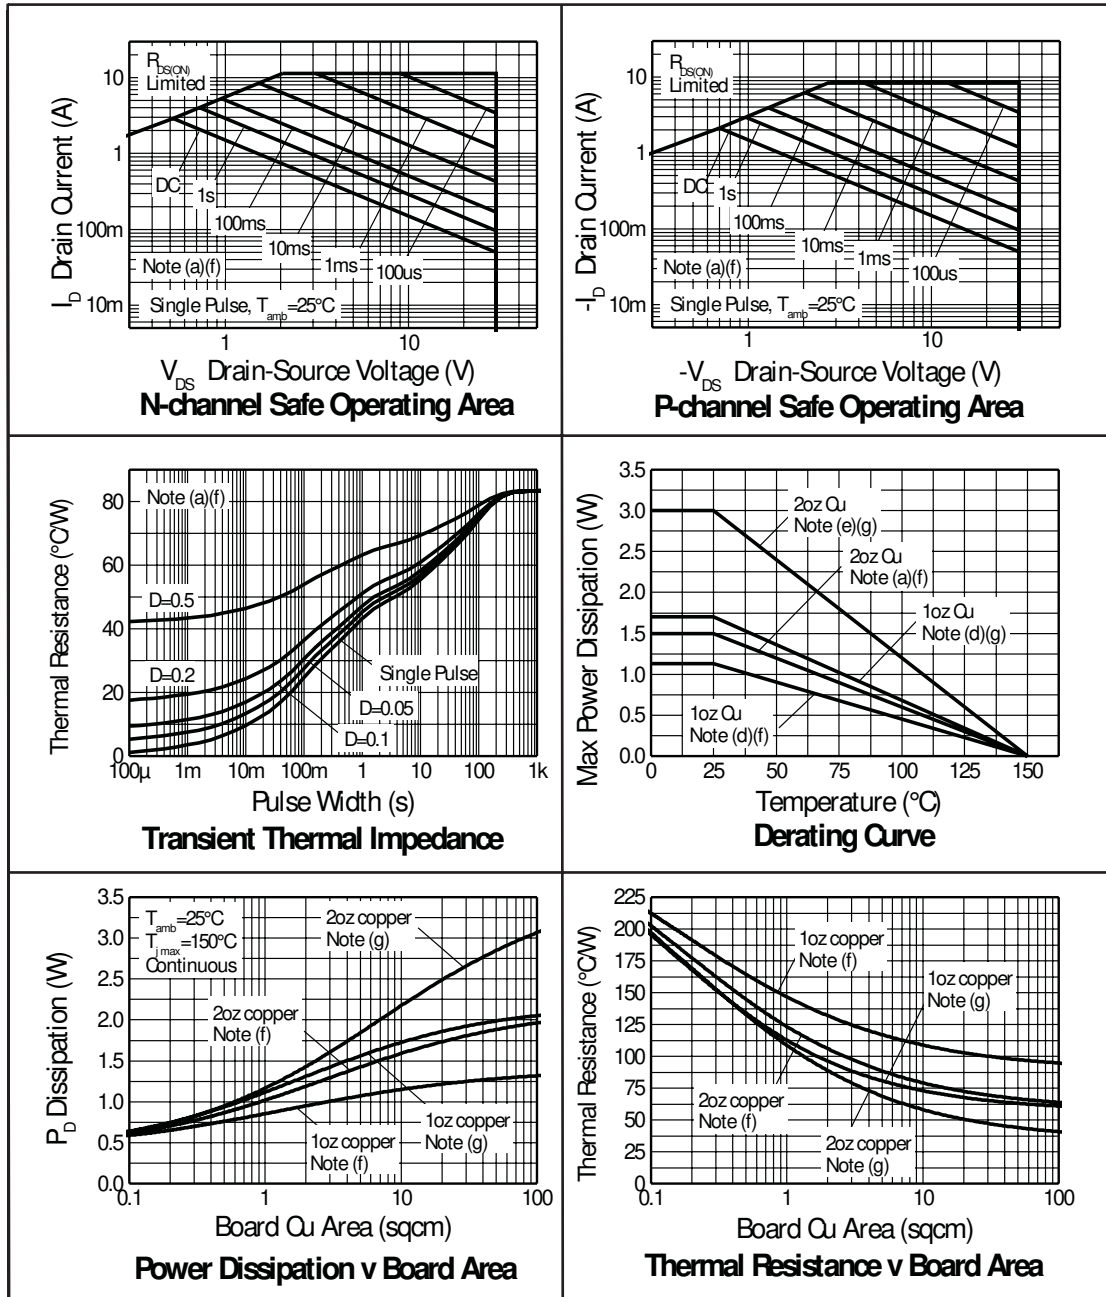 R_DS(ON)
Limited
10
1
100m
10m
DC
1s
100ms
10ms
1ms
100us
Note (a)(f)
Single Pulse, T_amb=25°C
1
10
I_D Drain Current (A)
V_DS Drain-Source Voltage (V)
N-channel Safe Operating Area
R_DS(ON)
Limited
10
1
100m
10m
DC
1s
100ms
10ms
1ms
100us
Note (a)(f)
Single Pulse, T_amb=25°C
1
10
-I_D Drain Current (A)
-V_DS Drain-Source Voltage (V)
P-channel Safe Operating Area
80
60
40
20
0
Note (a)(f)
D=0.5
D=0.2
Single Pulse
D=0.05
D=0.1
100µ 1m 10m 100m 1 10 100 1k
Thermal Resistance (°C/W)
Pulse Width (s)
Transient Thermal Impedance
3.5
3.0
2.5
2.0
1.5
1.0
0.5
0.0
2oz Cu
Note (e)(g)
2oz Cu
Note (a)(f)
1oz Cu
Note (d)(g)
1oz Cu
Note (d)(f)
0 25 50 75 100 125 150
Max Power Dissipation (W)
Temperature (°C)
Derating Curve
3.5
3.0
2.5
2.0
1.5
1.0
0.5
0.0
T_amb=25°C
T_j max=150°C
Continuous
2oz copper
Note (g)
2oz copper
Note (f)
1oz copper
Note (g)
1oz copper
Note (f)
0.1 1 10 100
P_D Dissipation (W)
Board Cu Area (sqcm)
Power Dissipation v Board Area
225
200
175
150
125
100
75
50
25
0
1oz copper
Note (f)
1oz copper
Note (g)
2oz copper
Note (f)
2oz copper
Note (g)
0.1 1 10 100
Thermal Resistance (°C/W)
Board Cu Area (sqcm)
Thermal Resistance v Board Area